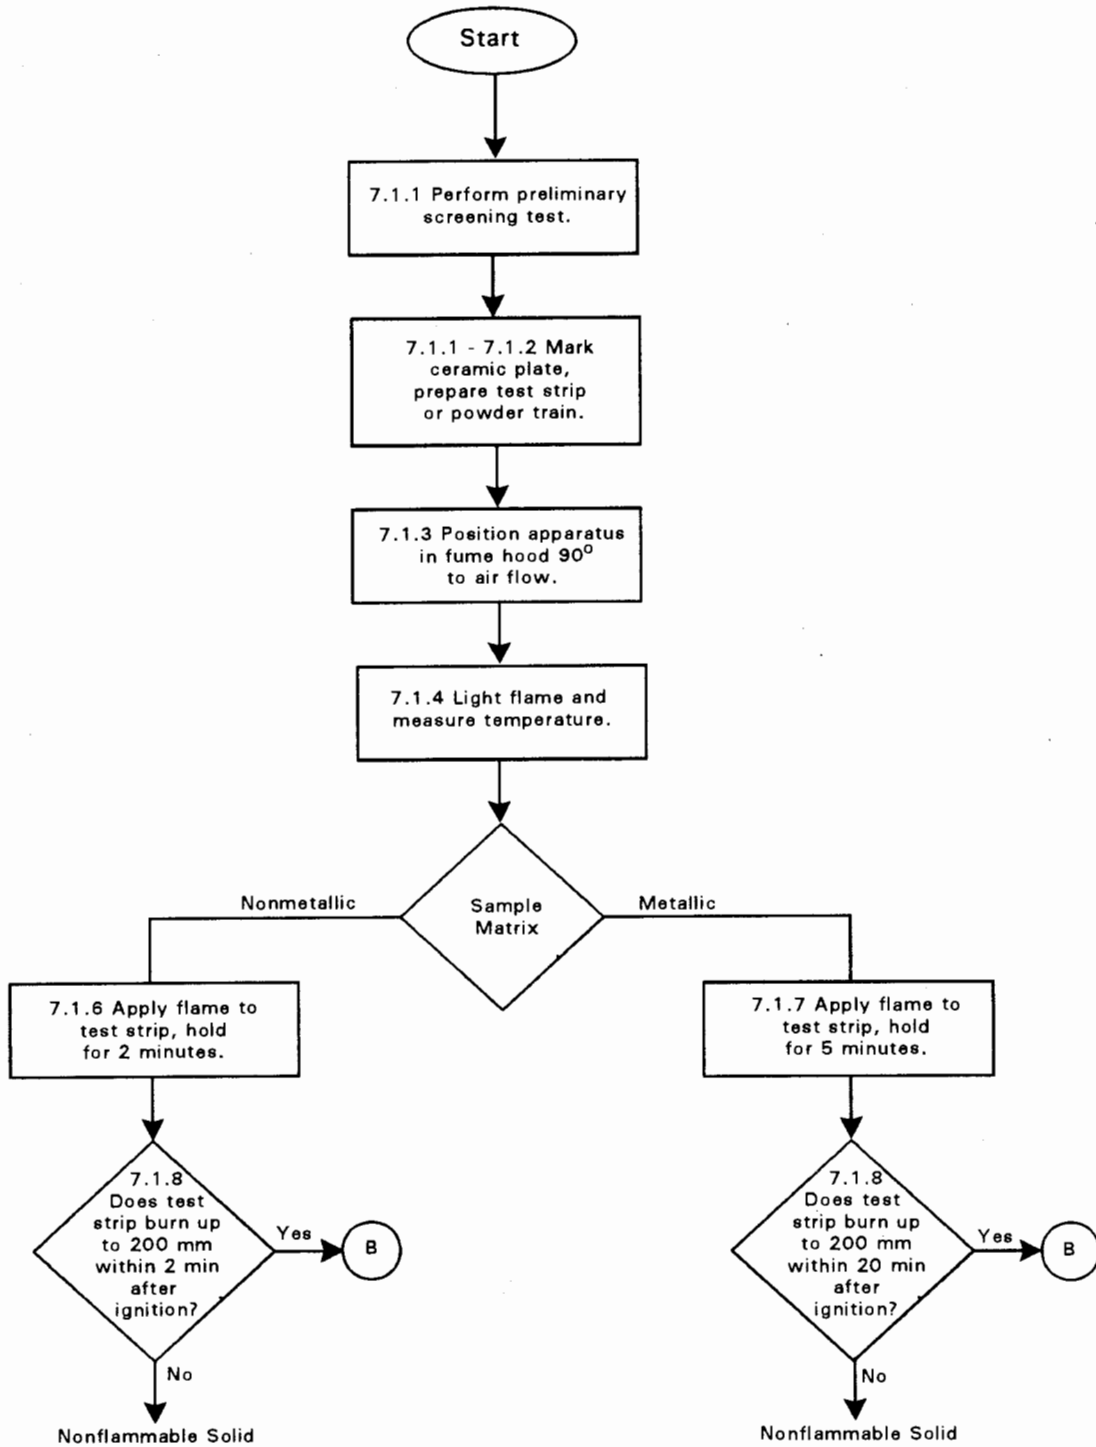 Start
7.1.1 Perform preliminary
screening test.
7.1.1 - 7.1.2 Mark
ceramic plate,
prepare test strip
or powder train.
7.1.3 Position apparatus
in fume hood 90°
to air flow.
7.1.4 Light flame and
measure temperature.
Nonmetallic
Sample
Matrix
Metallic
7.1.6 Apply flame to
test strip, hold
for 2 minutes.
7.1.7 Apply flame to
test strip, hold
for 5 minutes.
7.1.8
Does test
strip burn up
to 200 mm
within 2 min
after
ignition?
Yes
B
No
Nonflammable Solid
7.1.8
Does test
strip burn up
to 200 mm
within 20 min
after
ignition?
Yes
B
No
Nonflammable Solid